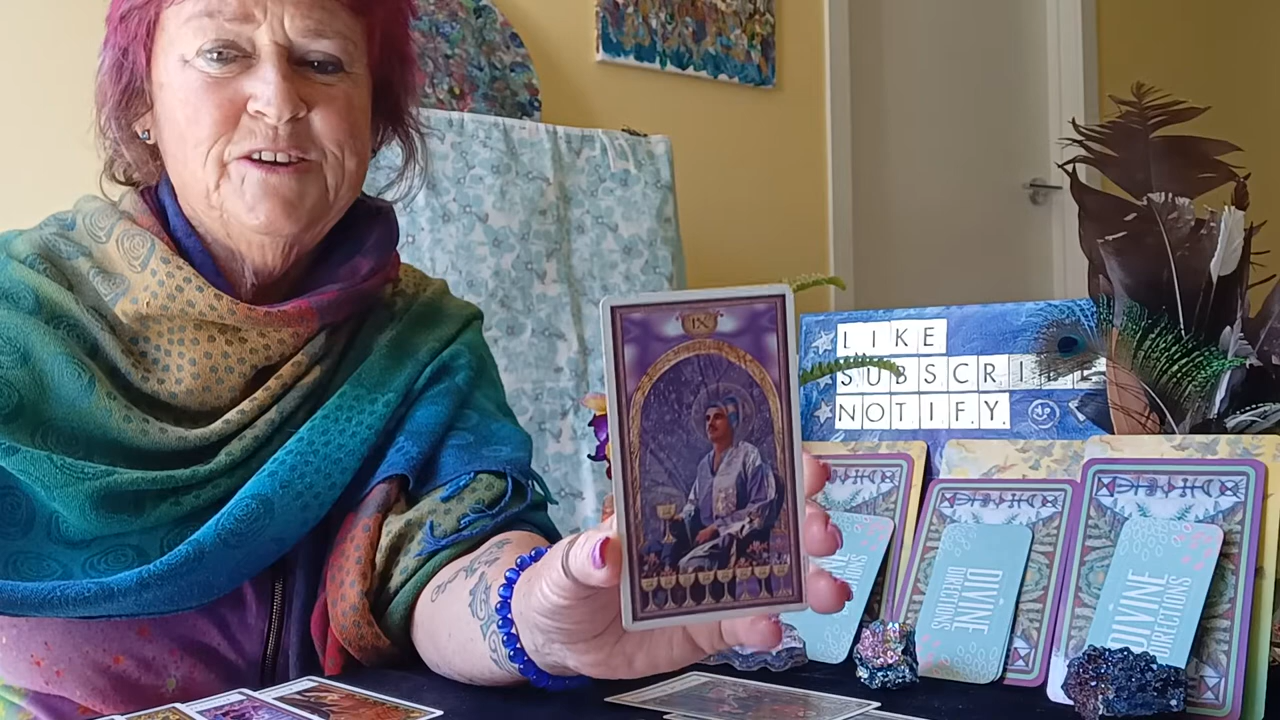 IX
LIKE
SUBSCRIBE
NOTIFY.
DIVINE
DIRECTIONS
DIVINE
DIRECTIONS